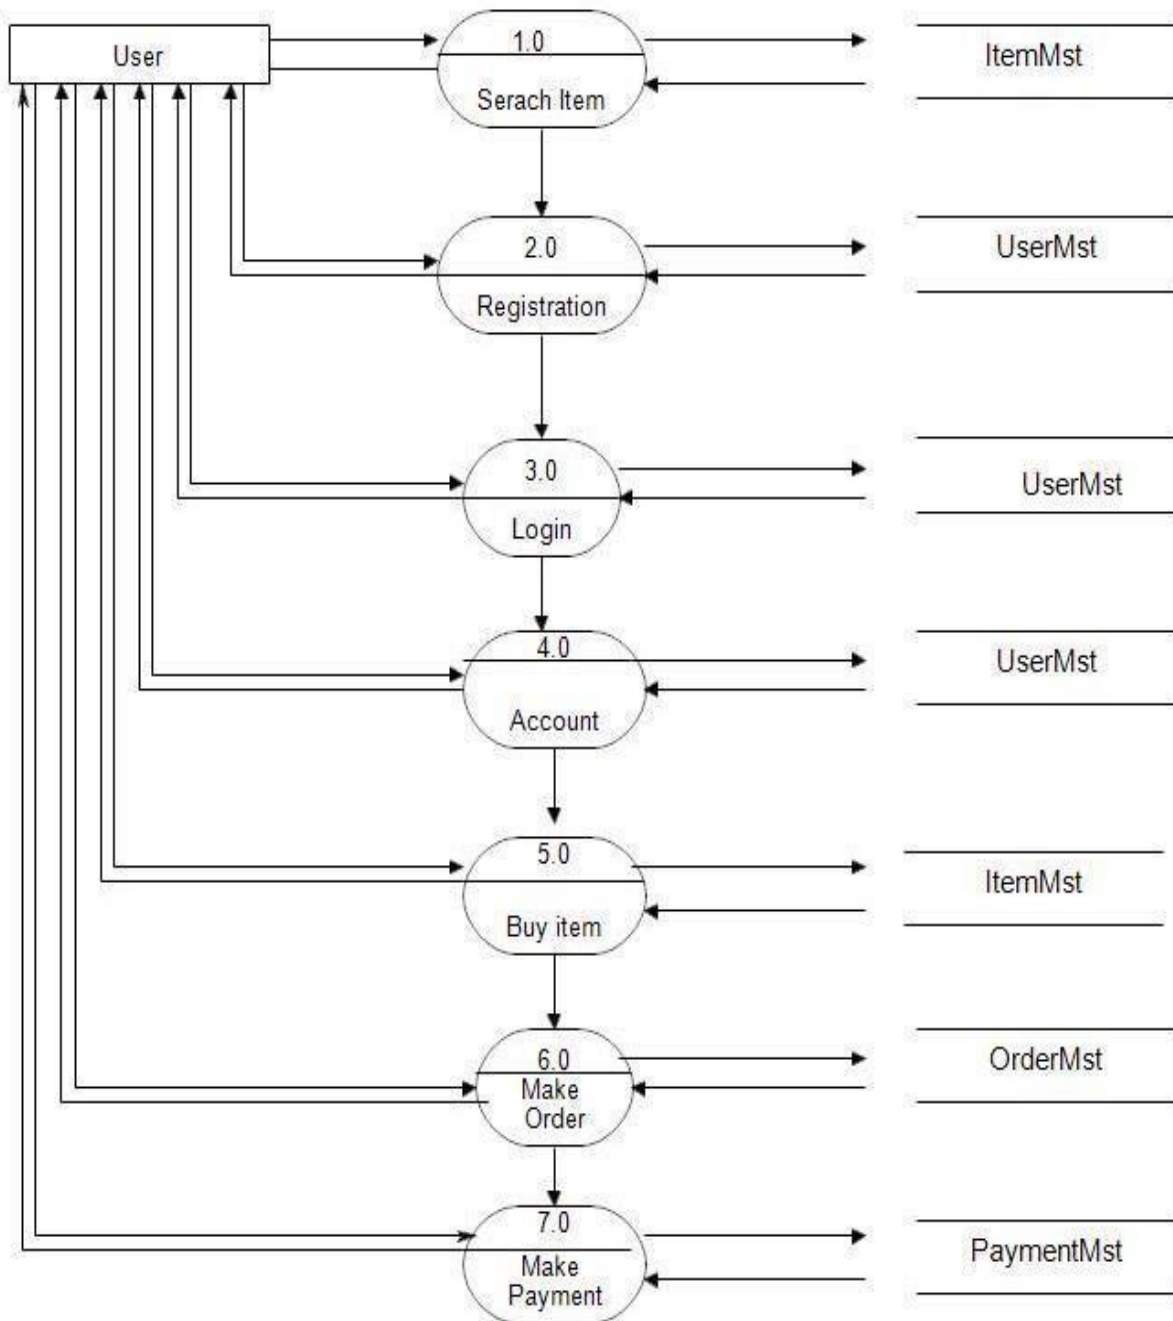 User
1.0
Serach Item
ItemMst
2.0
Registration
UserMst
3.0
Login
UserMst
4.0
Account
UserMst
5.0
Buy item
ItemMst
6.0
Make
Order
OrderMst
7.0
Make
Payment
PaymentMst